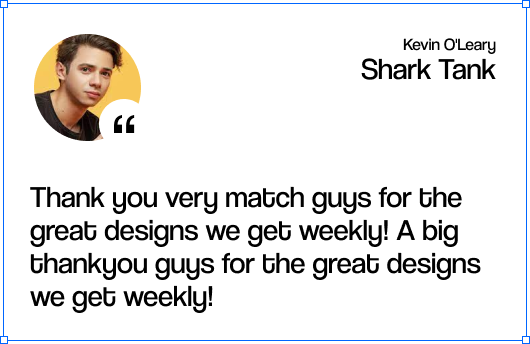 Kevin O'Leary
Shark Tank
“
Thank you very match guys for the
great designs we get weekly! A big
thankyou guys for the great designs
we get weekly!